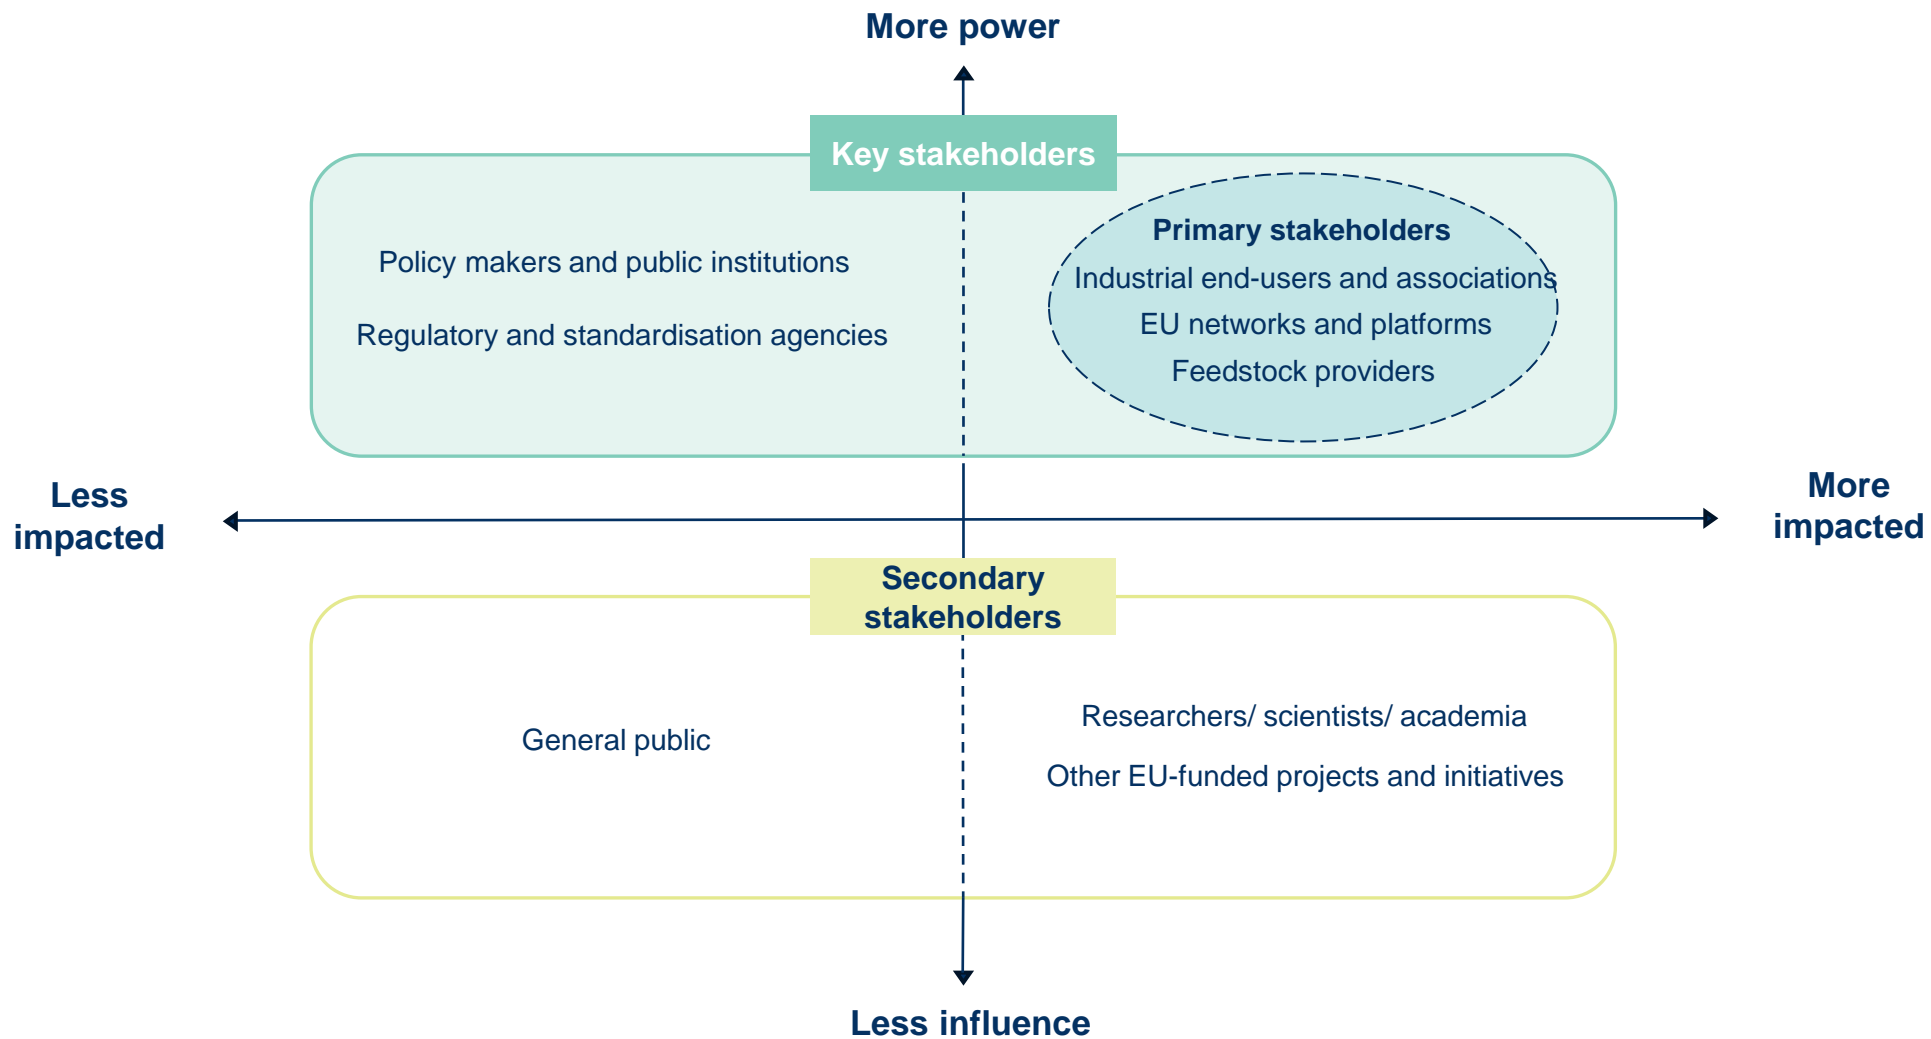 More power
Key stakeholders
Policy makers and public institutions
Regulatory and standardisation agencies
Primary stakeholders
Industrial end-users and associations
EU networks and platforms
Feedstock providers
Less
impacted
More
impacted
Secondary
stakeholders
General public
Researchers/ scientists/ academia
Other EU-funded projects and initiatives
Less influence